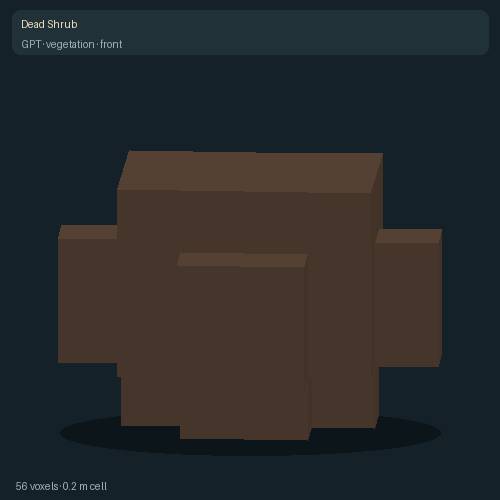 Dead Shrub
GPT · vegetation · front
56 voxels · 0.2 m cell